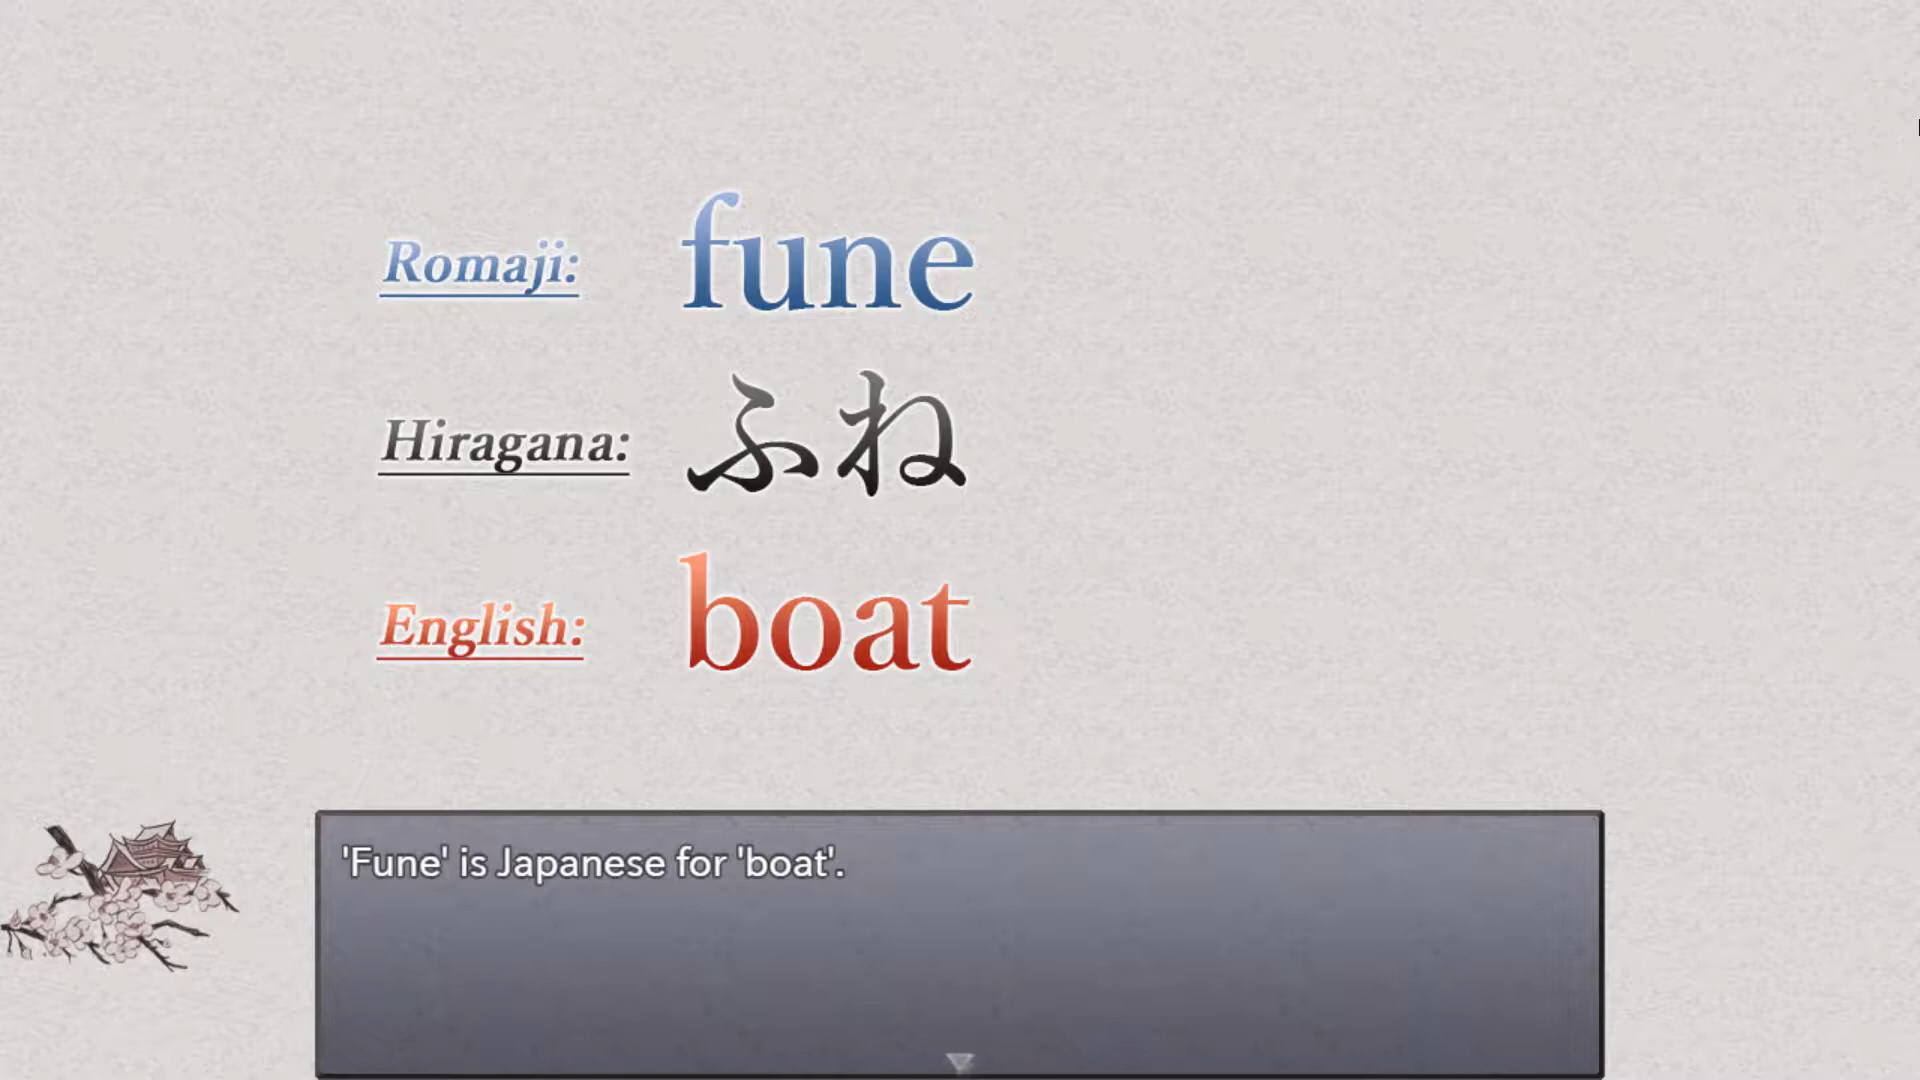 Romaji: fune
Hiragana: ふね
English: boat
'Fune' is Japanese for 'boat'.